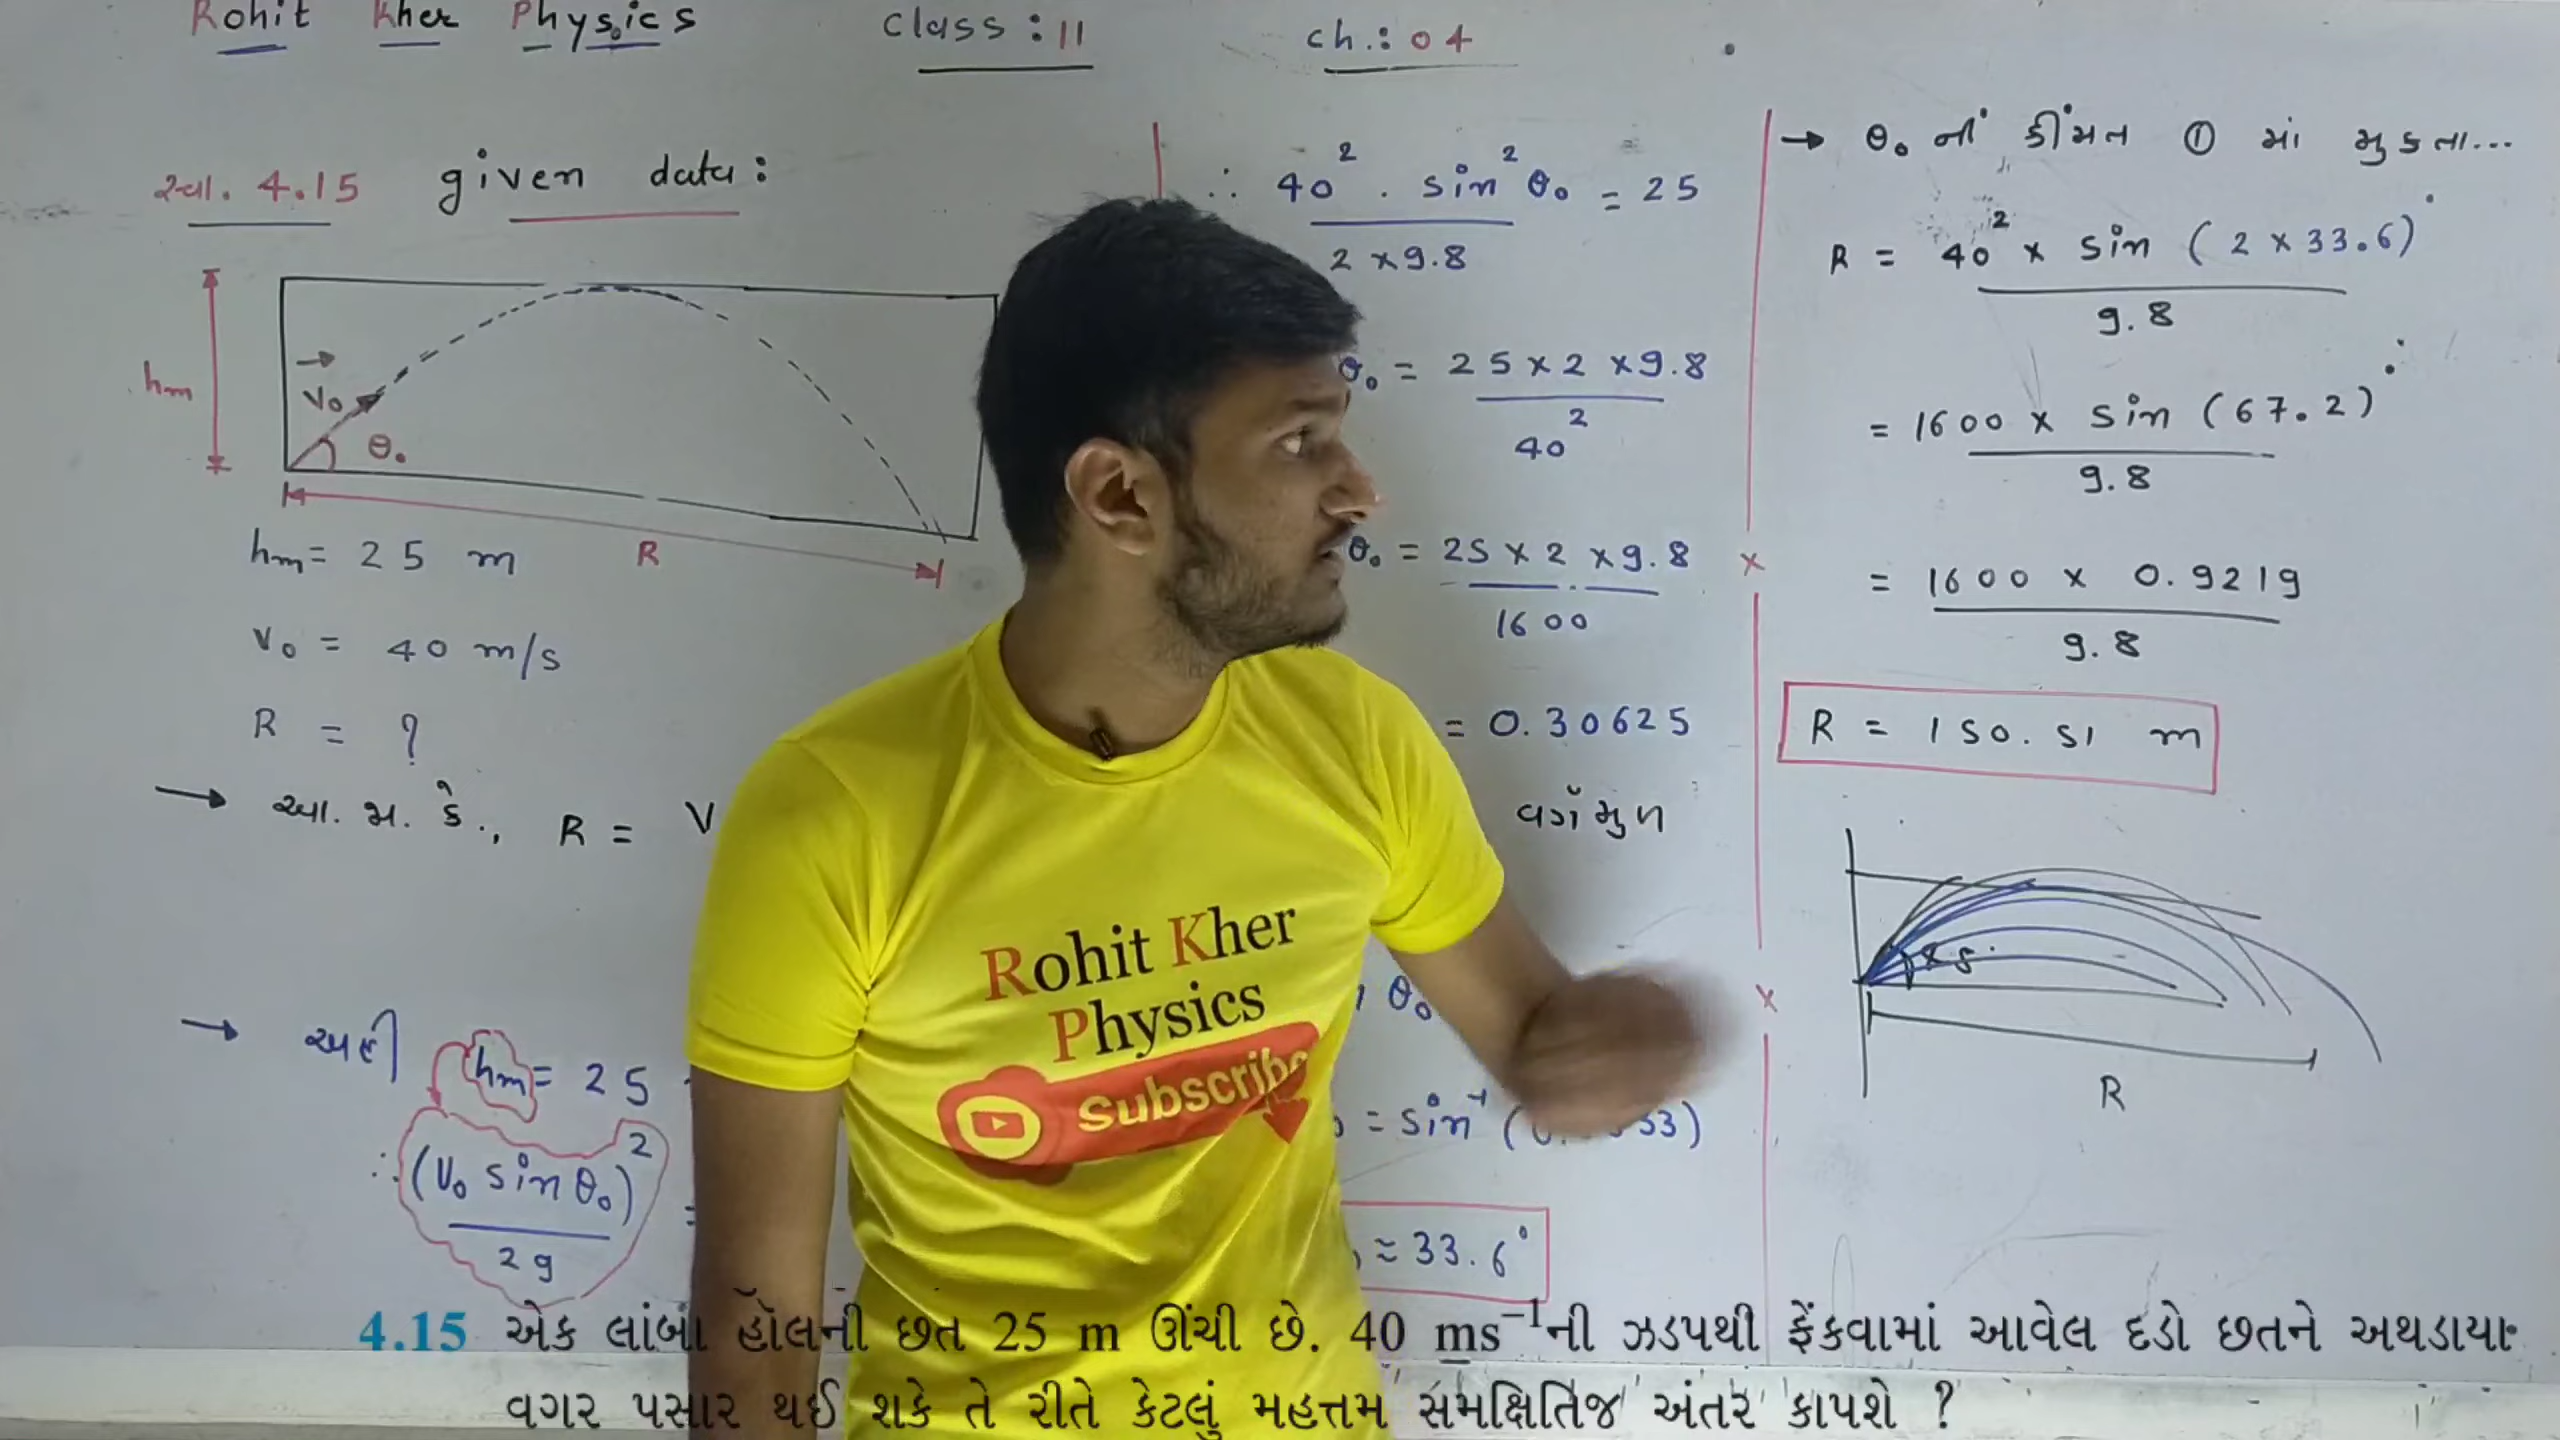 Rohit Kher Physics
Class : 11
ch.: 04
સ્વા. 4.15 given data:
hm
v₀
θ₀
R
hm = 25 m
v₀ = 40 m/s
R = ?
→ આ. મ. કે., R = V
→ અહીં hm = 25
∴ (v₀ sin θ₀)²
2g
=
∴ 40² . sin² θ₀ = 25
2 × 9.8
θ₀ = 25 × 2 × 9.8
40²
θ₀ = 25 × 2 × 9.8
1600
= 0.30625
વર્ગમુળ
θ₀
= sin⁻¹ ( 33)
≈ 33.6°
→ θ₀ નાં કીંમત ① માં મુકતા...
R = 40² × sin (2 × 33.6)°
9.8
= 1600 × sin (67.2)°
9.8
= 1600 × 0.9219
9.8
R = 150.51 m
R
Rohit Kher
Physics
Subscribe
4.15 એક લાંબા હૉલની છત 25 m ઊંચી છે. 40 ms⁻¹ની ઝડપથી ફેંકવામાં આવેલ દડો છતને અથડાયા
વગર પસાર થઈ શકે તે રીતે કેટલું મહત્તમ સમક્ષિતિજ અંતર કાપશે ?